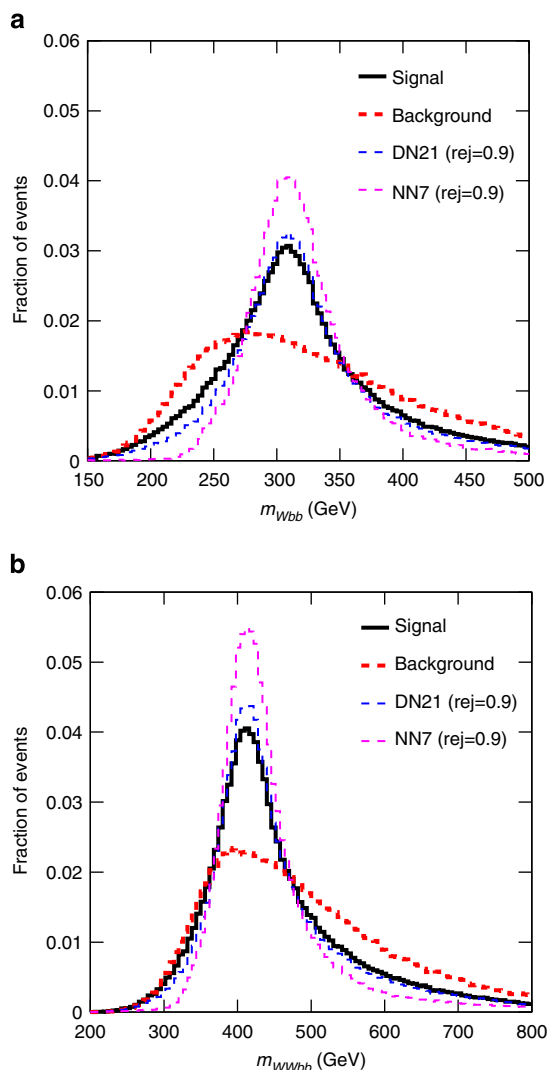 a
0.06
0.05
0.04
0.03
0.02
0.01
0
Fraction of events
Signal
Background
DN21 (rej=0.9)
NN7 (rej=0.9)
150 200 250 300 350 400 450 500
mWbb (GeV)
b
0.06
0.05
0.04
0.03
0.02
0.01
0
Fraction of events
Signal
Background
DN21 (rej=0.9)
NN7 (rej=0.9)
200 300 400 500 600 700 800
mWWbb (GeV)